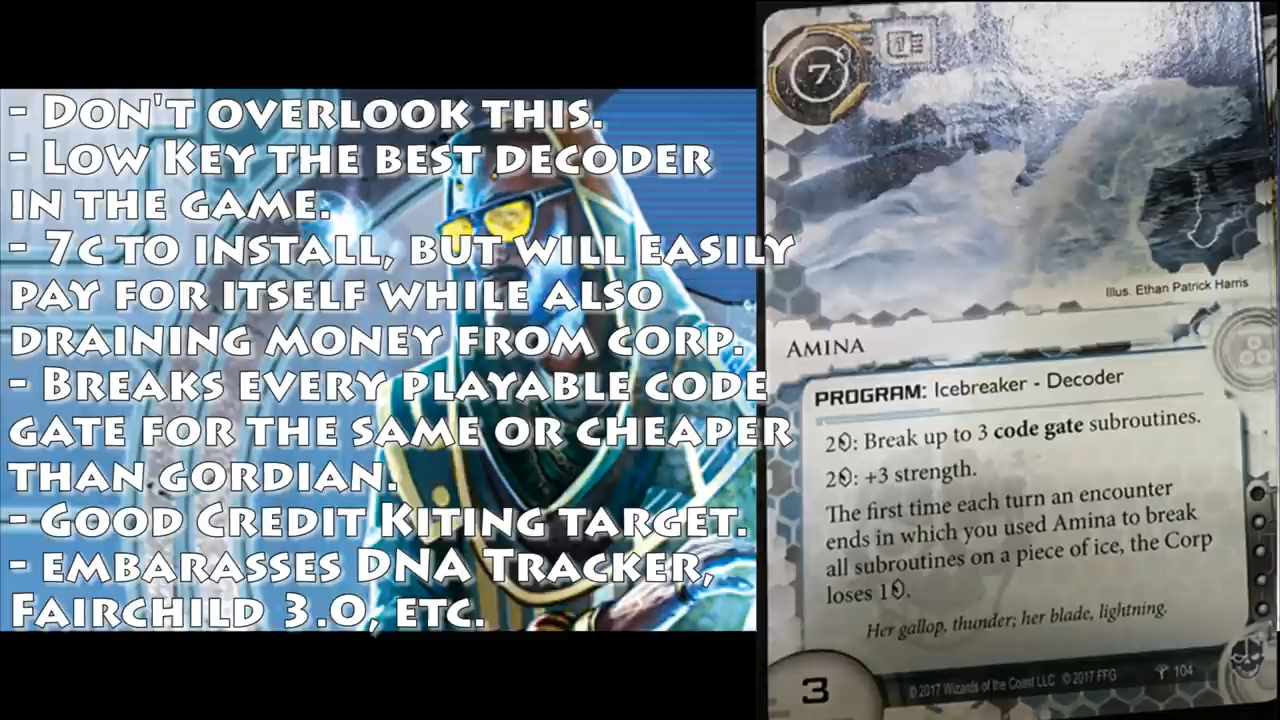 - Don't overlook this.
- Low Key the best decoder
in the game.
- 7c to install, but will easily
pay for itself while also
draining money from corp.
- Breaks every playable code
gate for the same or cheaper
than gordian.
- Good Credit Kiting target.
- embarasses DNA Tracker,
Fairchild 3.0, etc.
7
1
Illus. Ethan Patrick Harris
Amina
PROGRAM: Icebreaker - Decoder
2: Break up to 3 code gate subroutines.
2: +3 strength.
The first time each turn an encounter
ends in which you used Amina to break
all subroutines on a piece of ice, the Corp
loses 1.
Her gallop, thunder; her blade, lightning.
3
© 2017 Wizards of the Coast LLC © 2017 FFG
104